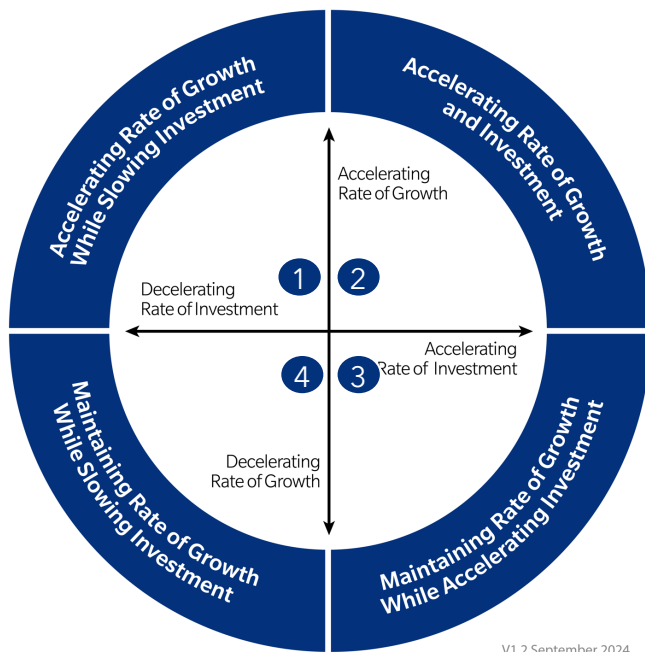 Accelerating Rate of Growth
While Slowing Investment
Accelerating Rate of Growth
and Investment
Accelerating
Rate of Growth
1
2
Decelerating
Rate of Investment
Accelerating
Rate of Investment
4
3
Decelerating
Rate of Growth
Maintaining Rate of Growth
While Slowing Investment
Maintaining Rate of Growth
While Accelerating Investment
V1.2 September 2024